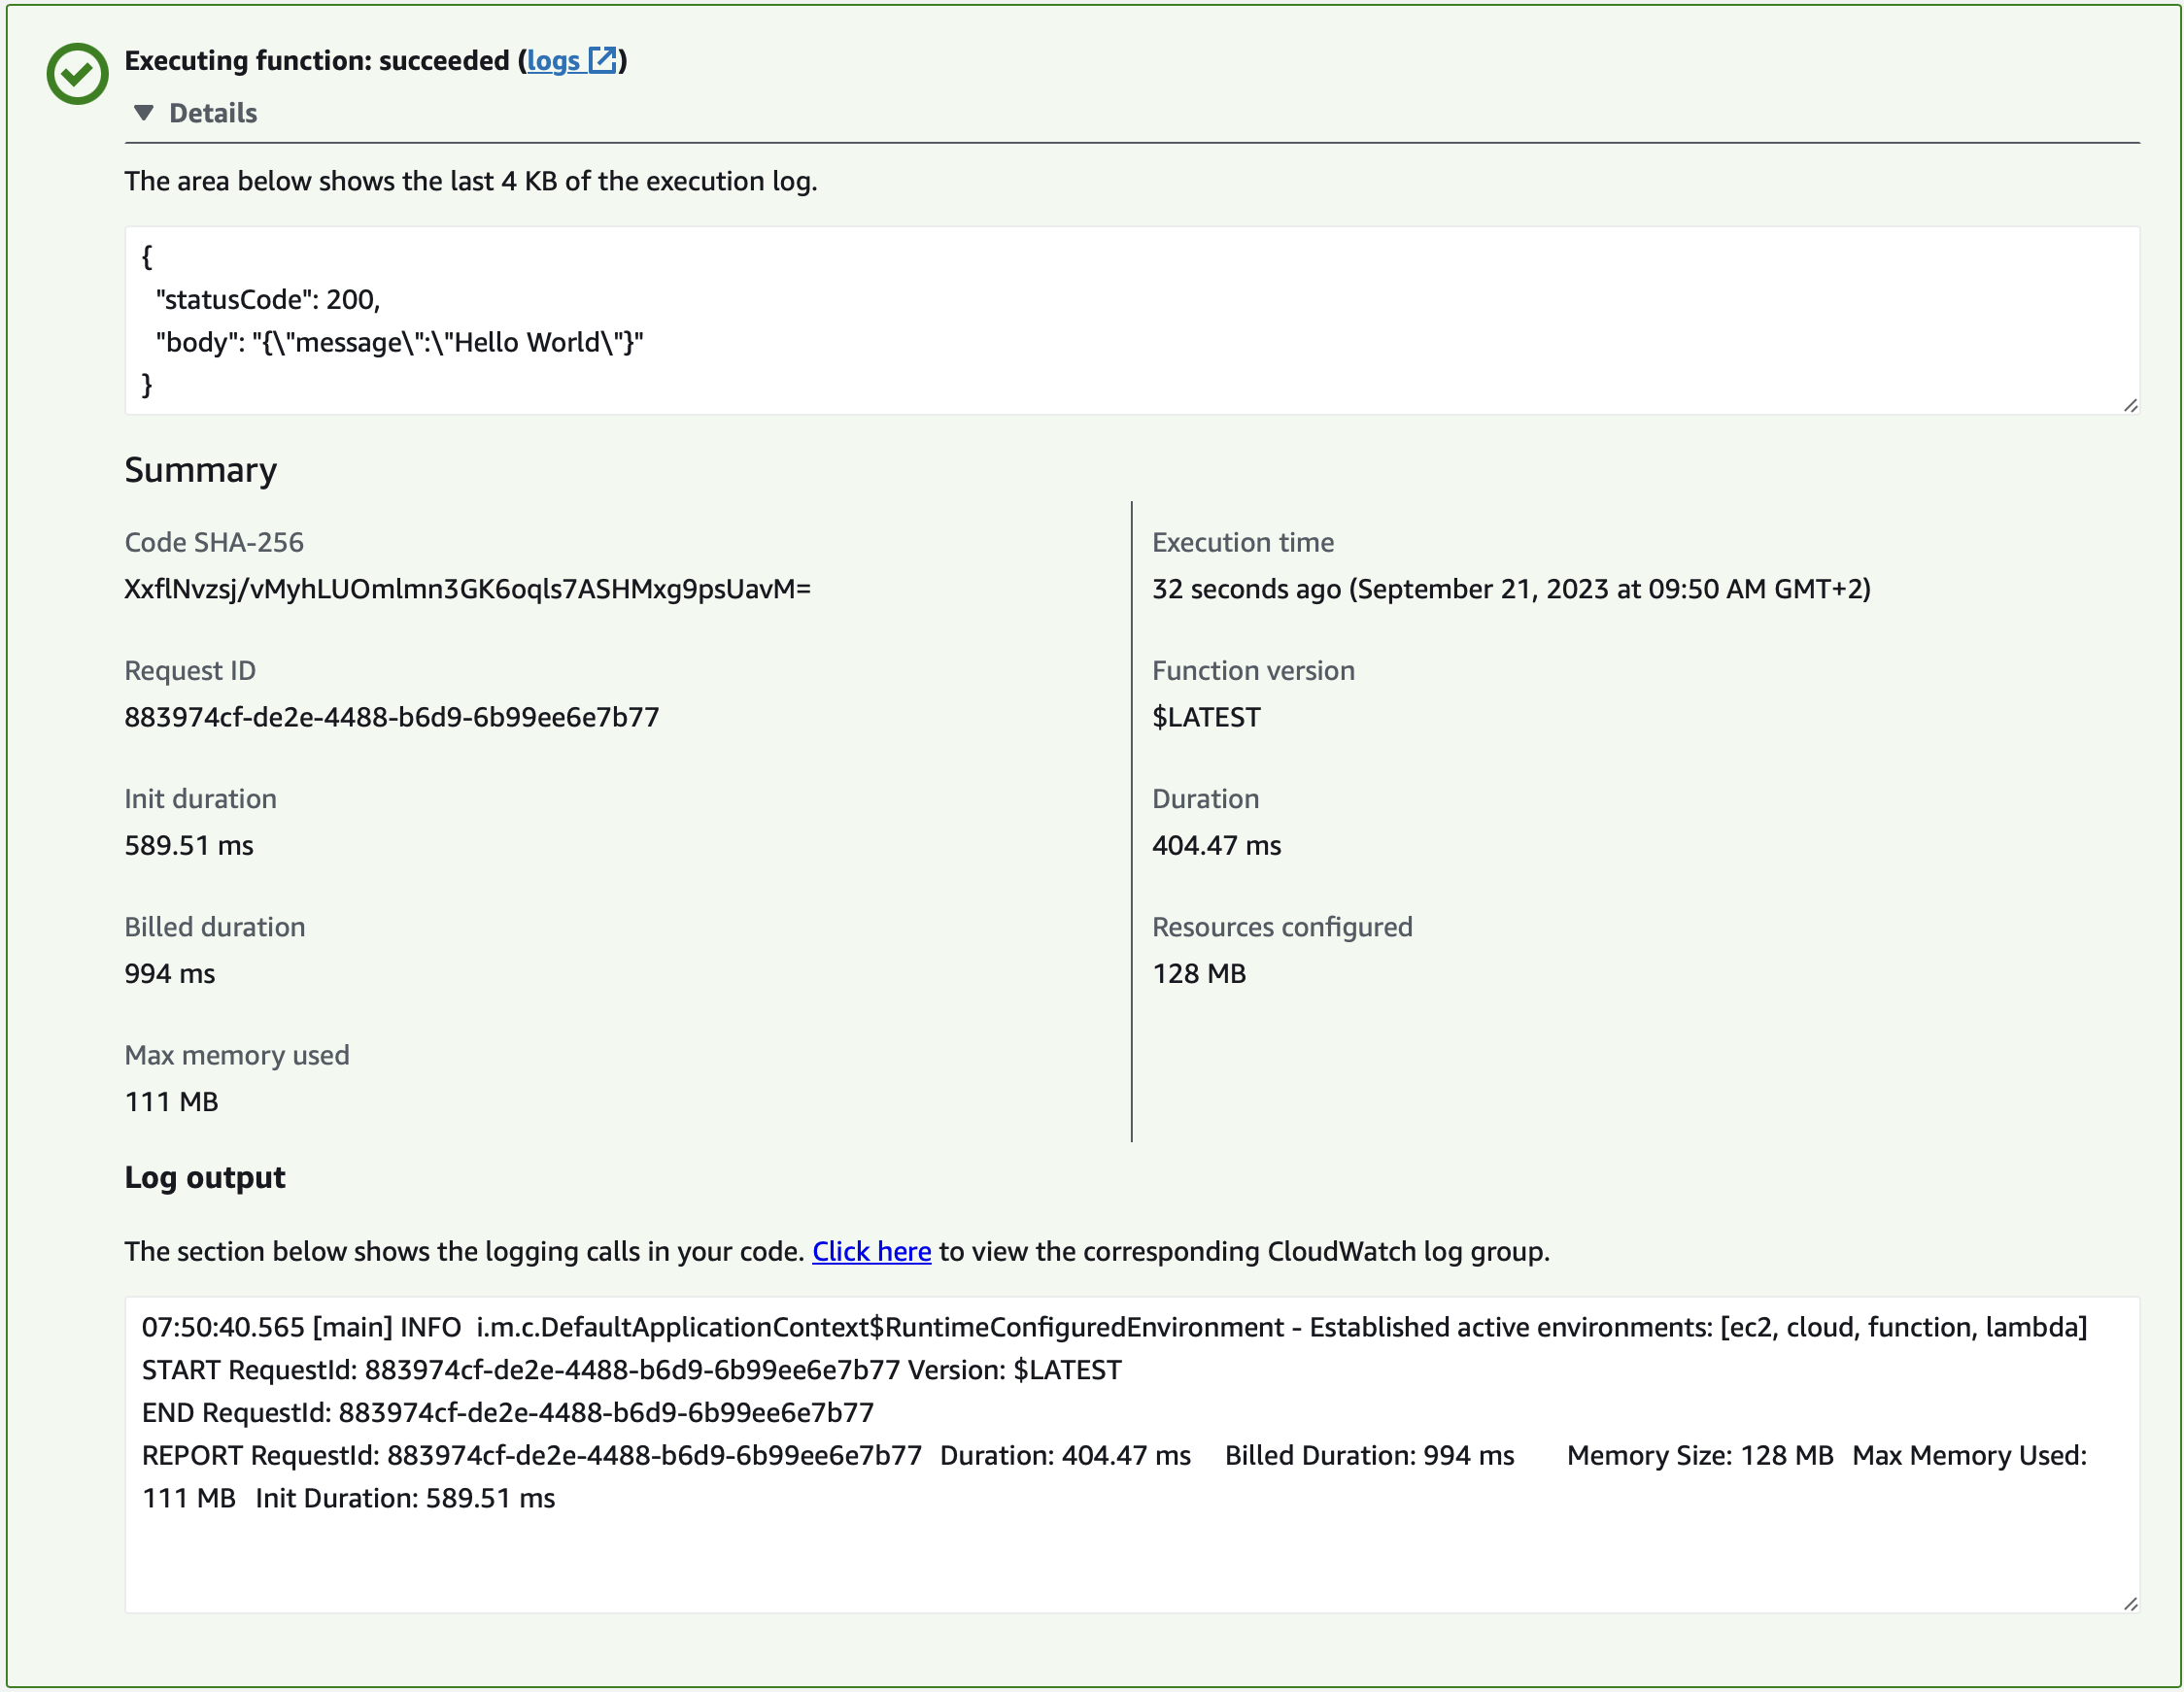 Executing function: succeeded (logs)
Details
The area below shows the last 4 KB of the execution log.
{
"statusCode": 200,
"body": "{\"message\":\"Hello World\"}"
}
Summary
Code SHA-256
XxflNvzsj/vMyhLUOmlmn3GK6oqls7ASHMxg9psUavM=
Request ID
883974cf-de2e-4488-b6d9-6b99ee6e7b77
Init duration
589.51 ms
Billed duration
994 ms
Max memory used
111 MB
Execution time
32 seconds ago (September 21, 2023 at 09:50 AM GMT+2)
Function version
$LATEST
Duration
404.47 ms
Resources configured
128 MB
Log output
The section below shows the logging calls in your code. Click here to view the corresponding CloudWatch log group.
07:50:40.565 [main] INFO  i.m.c.DefaultApplicationContext$RuntimeConfiguredEnvironment - Established active environments: [ec2, cloud, function, lambda]
START RequestId: 883974cf-de2e-4488-b6d9-6b99ee6e7b77 Version: $LATEST
END RequestId: 883974cf-de2e-4488-b6d9-6b99ee6e7b77
REPORT RequestId: 883974cf-de2e-4488-b6d9-6b99ee6e7b77 Duration: 404.47 ms Billed Duration: 994 ms Memory Size: 128 MB Max Memory Used:
111 MB Init Duration: 589.51 ms